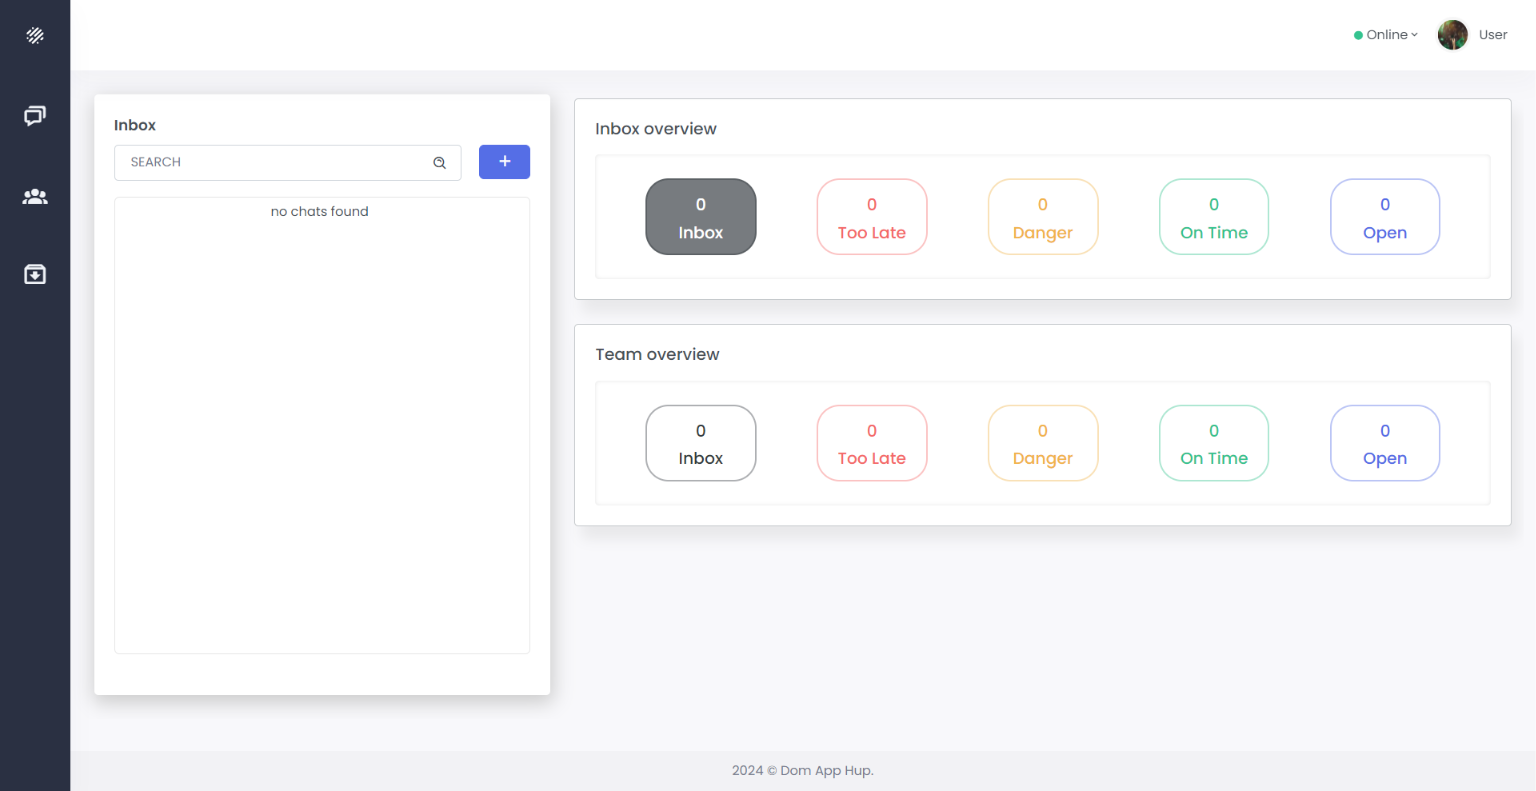 Online
User
Inbox
SEARCH
+
no chats found
Inbox overview
0
Inbox
0
Too Late
0
Danger
0
On Time
0
Open
Team overview
0
Inbox
0
Too Late
0
Danger
0
On Time
0
Open
2024 © Dom App Hup.